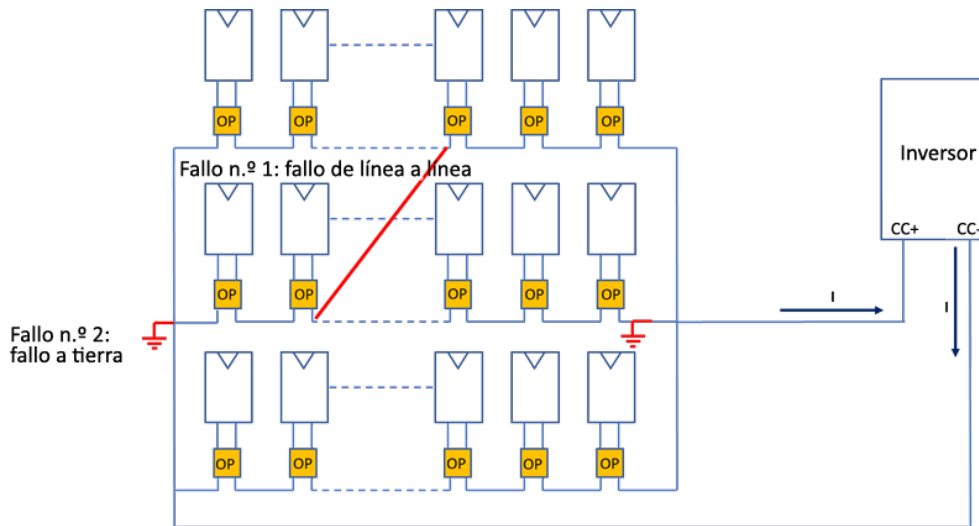 OP OP OP OP OP
Fallo n.º 1: fallo de línea a línea
Inversor
CC+ CC-
OP OP OP OP OP
I
I
Fallo n.º 2:
fallo a tierra
OP OP OP OP OP